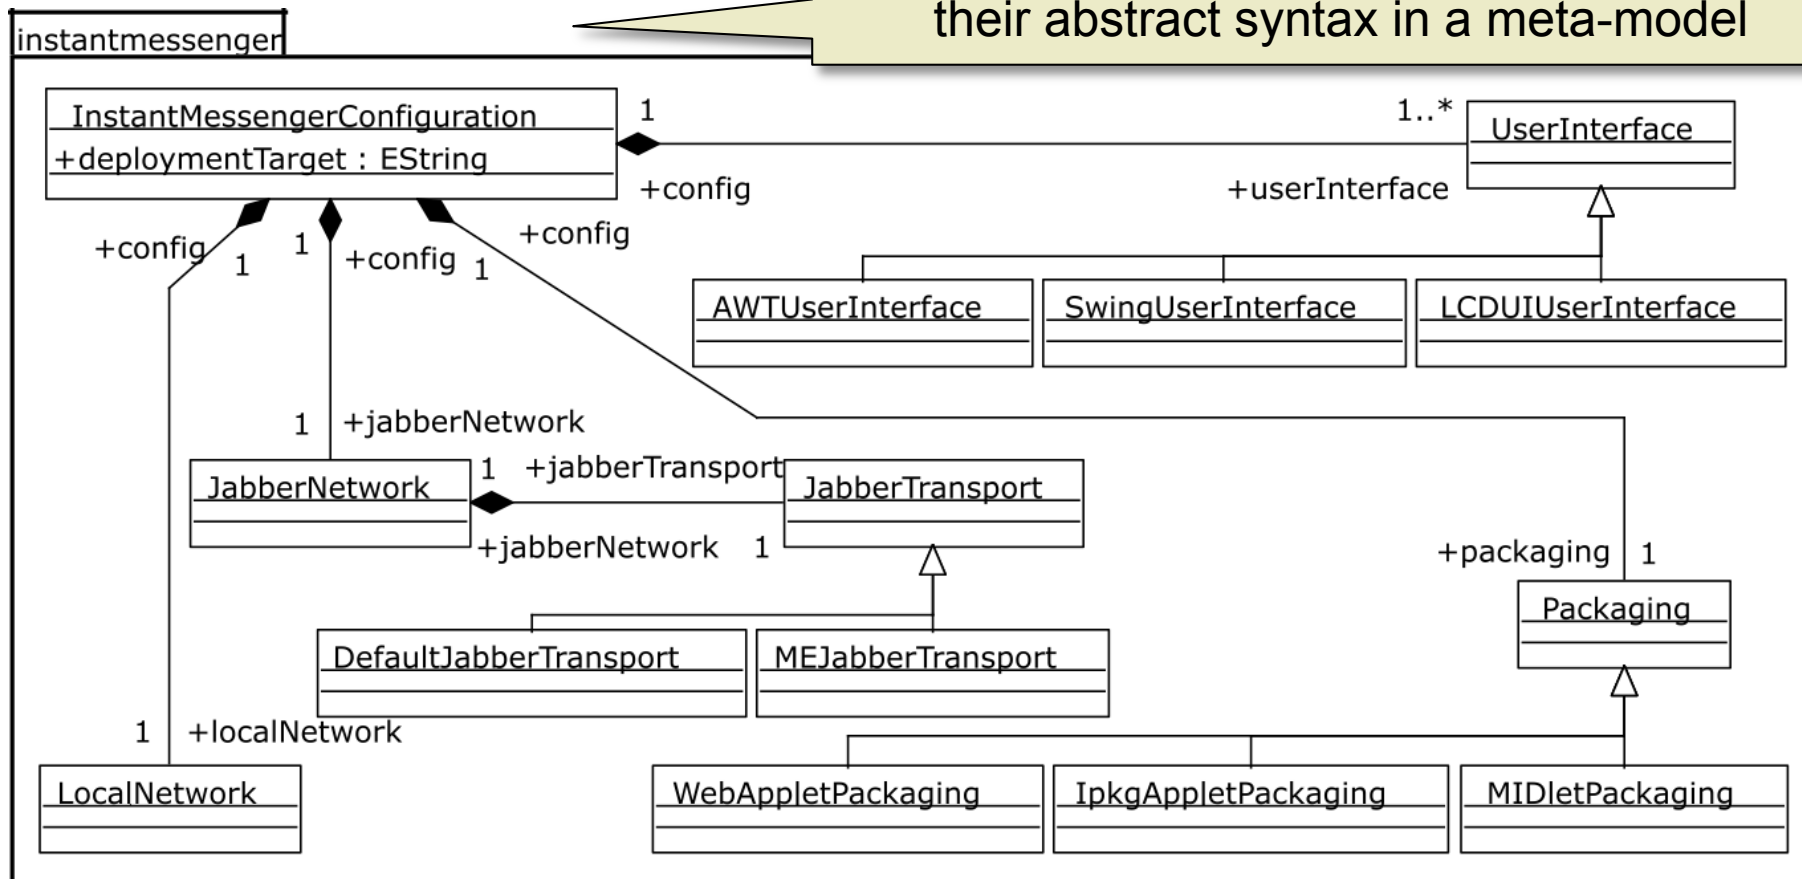 their abstract syntax in a meta-model
instantmessenger
InstantMessengerConfiguration
+deploymentTarget : EString
1
1..*
+config
+userInterface
UserInterface
+config
1
1
+config
+config
1
AWTUserInterface
SwingUserInterface
LCDUIUserInterface
1
+jabberNetwork
JabberNetwork
1
+jabberTransport
+jabberNetwork
1
JabberTransport
+packaging
1
Packaging
DefaultJabberTransport
MEJabberTransport
1
+localNetwork
LocalNetwork
WebAppletPackaging
IpkgAppletPackaging
MIDletPackaging